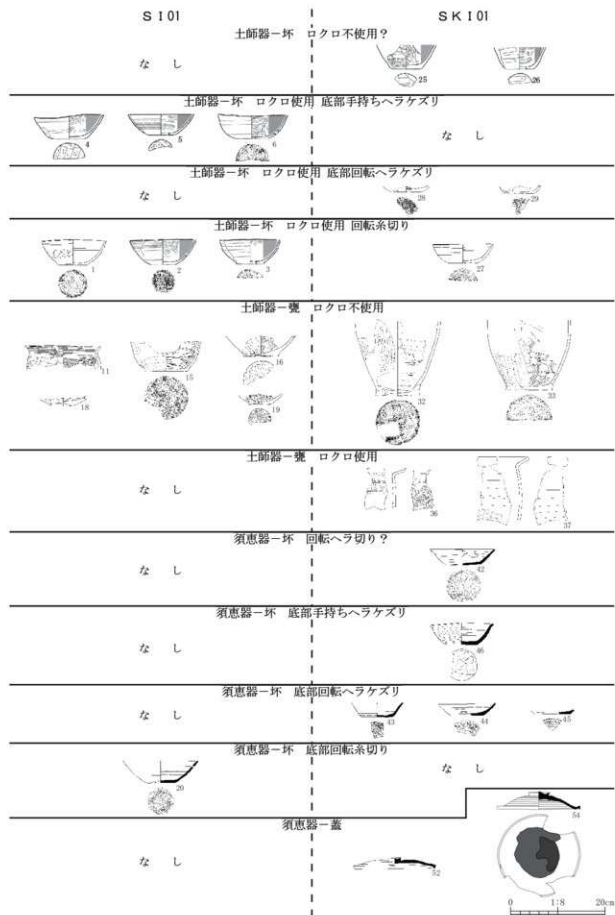 SI01 SKI01
土師器－坏 ロクロ不使用？
なし
25 26
土師器－坏 ロクロ使用 底部手持ちヘラケズリ
4 5 6
なし
土師器－坏 ロクロ使用 底部回転ヘラケズリ
なし
28 29
土師器－坏 ロクロ使用 回転糸切り
1 2 3 27
土師器－甕 ロクロ不使用
11 15 16 32 33
18 19
土師器－甕 ロクロ使用
なし
36 37
須恵器－坏 回転ヘラ切り？
なし
42
須恵器－坏 底部手持ちヘラケズリ
なし
46
須恵器－坏 底部回転ヘラケズリ
なし
43 44 45
須恵器－坏 底部回転糸切り
20
なし
54
須恵器－蓋
なし
52
0 1:8 20cm